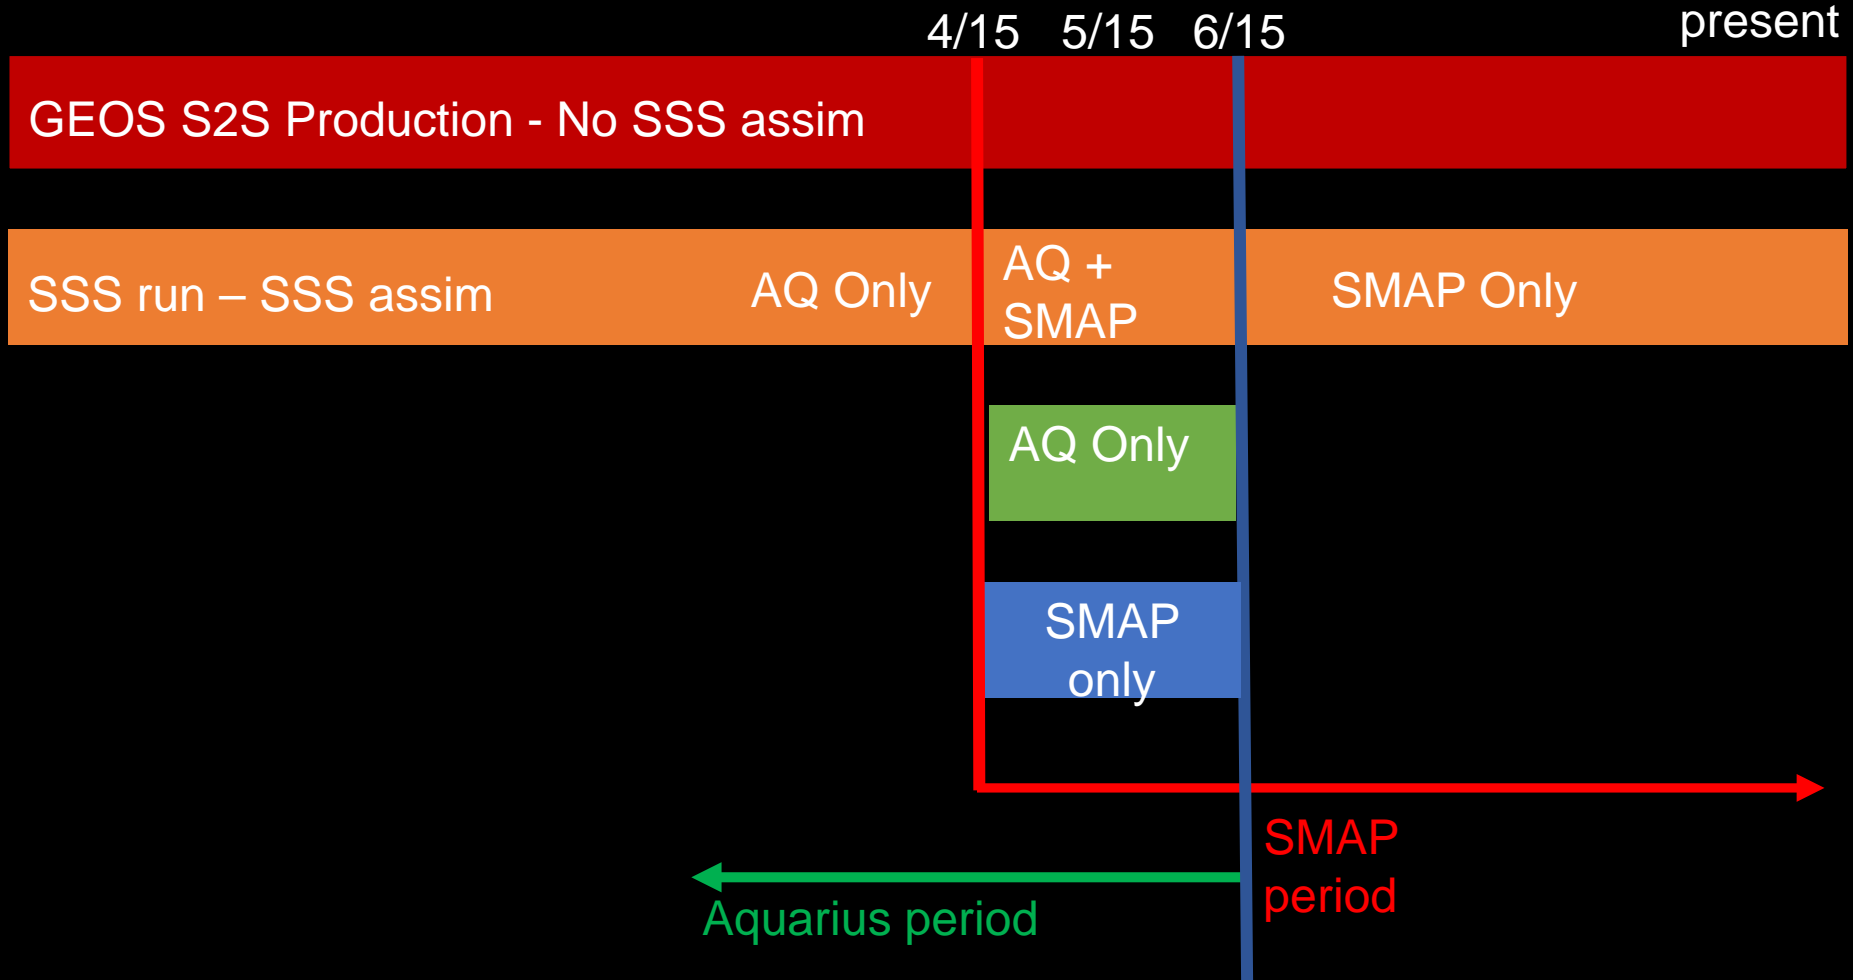 4/15 5/15 6/15 present
GEOS S2S Production - No SSS assim
SSS run – SSS assim
AQ Only
AQ +
SMAP
SMAP Only
AQ Only
SMAP
only
SMAP
period
Aquarius period